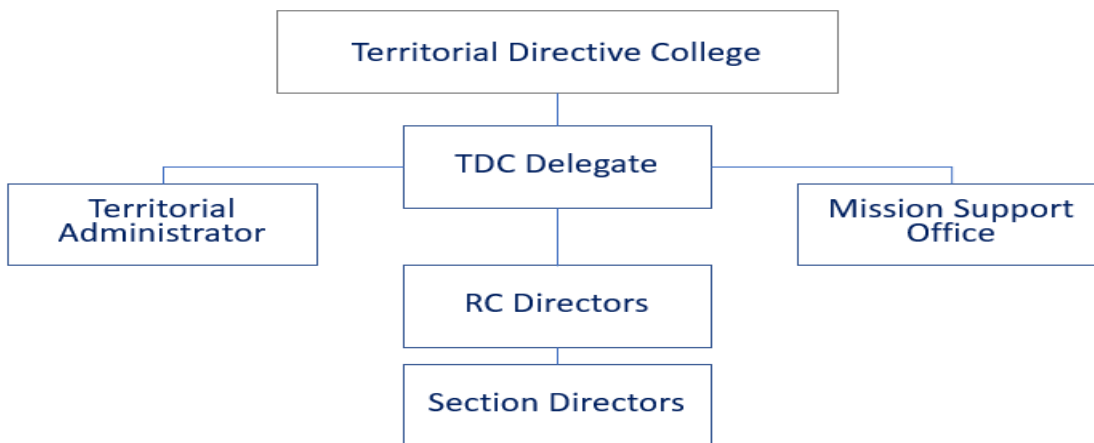 Territorial Directive College
TDC Delegate
Territorial
Administrator
Mission Support
Office
RC Directors
Section Directors